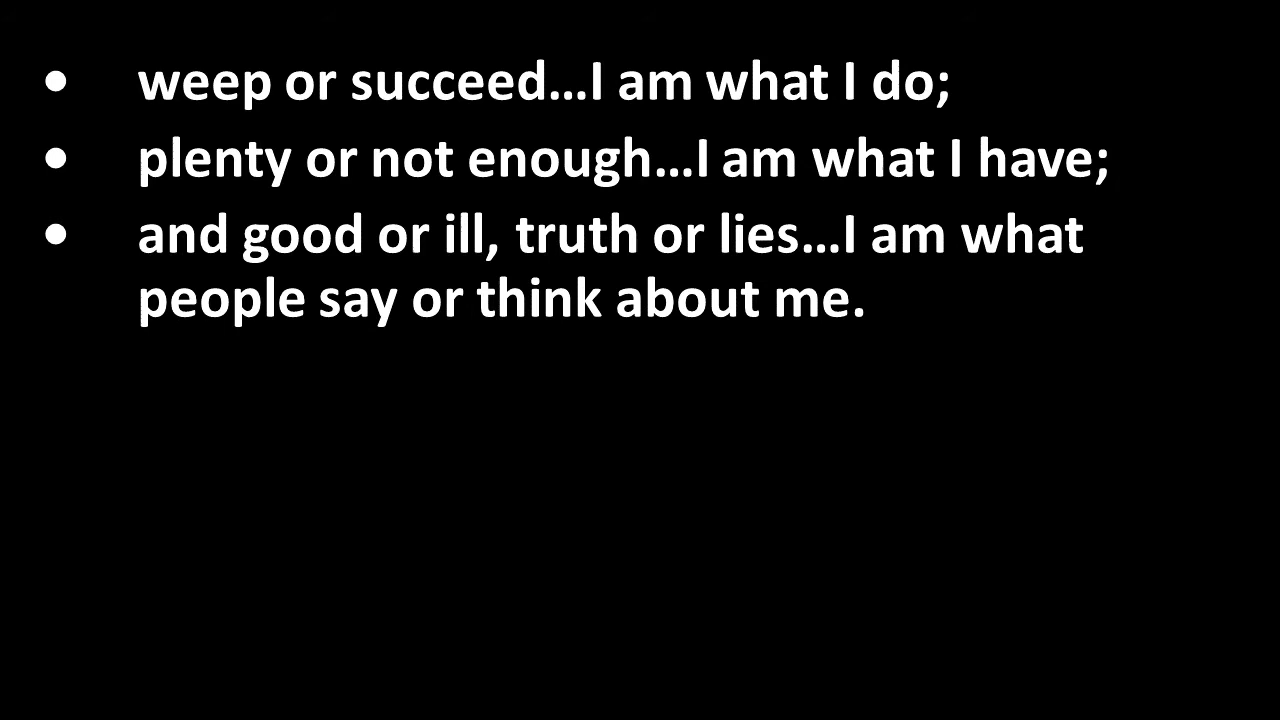 • weep or succeed…I am what I do;
• plenty or not enough…I am what I have;
• and good or ill, truth or lies…I am what
people say or think about me.